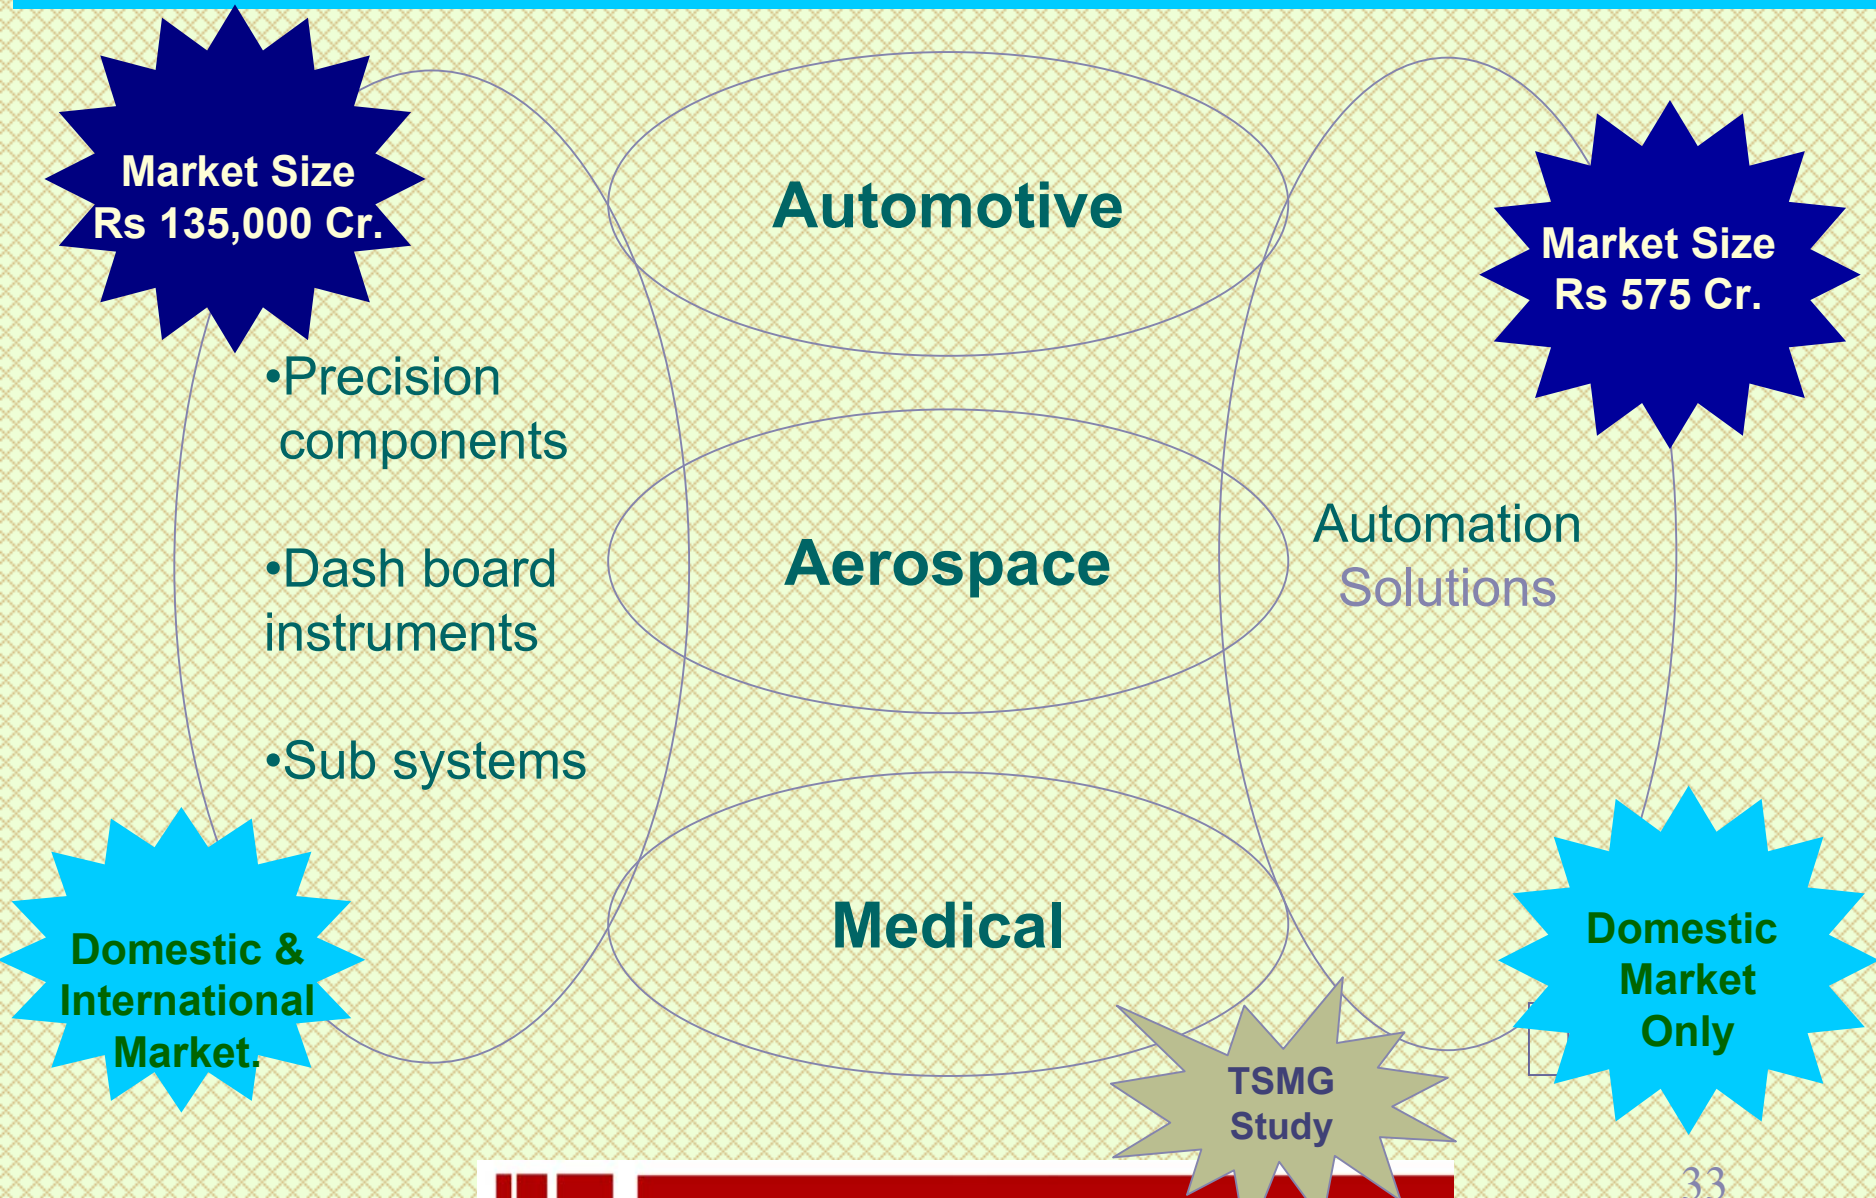 Market Size
Rs 135,000 Cr.
Automotive
Market Size
Rs 575 Cr.
•Precision
components
•Dash board
instruments
•Sub systems
Aerospace
Automation
Solutions
Medical
Domestic &
International
Market.
Domestic
Market
Only
TSMG
Study
33